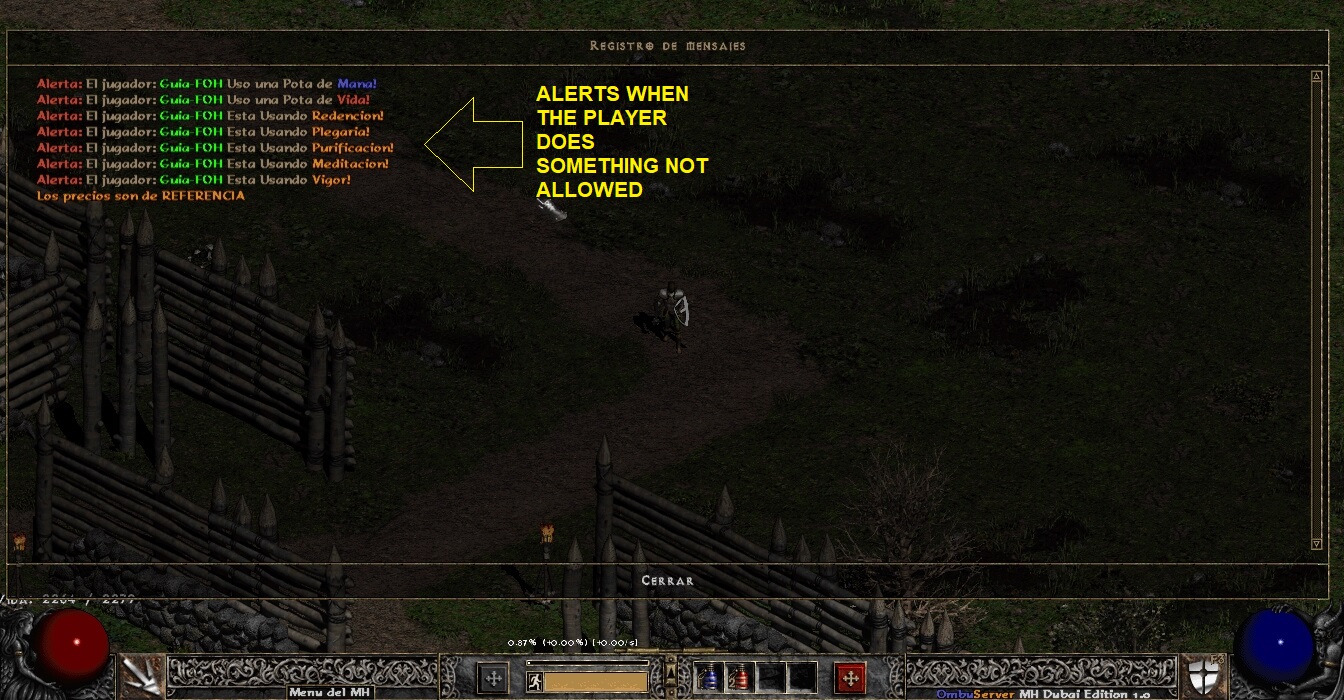 REGISTRO DE MENSAJES
Alerta: El jugador: Guia-FOH Uso una Pota de Mana!
Alerta: El jugador: Guia-FOH Uso una Pota de Vida!
Alerta: El jugador: Guia-FOH Esta Usando Redencion!
Alerta: El jugador: Guia-FOH Esta Usando Plegaria!
Alerta: El jugador: Guia-FOH Esta Usando Purificacion!
Alerta: El jugador: Guia-FOH Esta Usando Meditacion!
Alerta: El jugador: Guia-FOH Esta Usando Vigor!
Los precios son de REFERENCIA
ALERTS WHEN
THE PLAYER
DOES
SOMETHING NOT
ALLOWED
CERRAR
0.87% (+0.00%) (+0.00/s)
Menu del MH
OmbuServer MH Dubai Edition 1.0